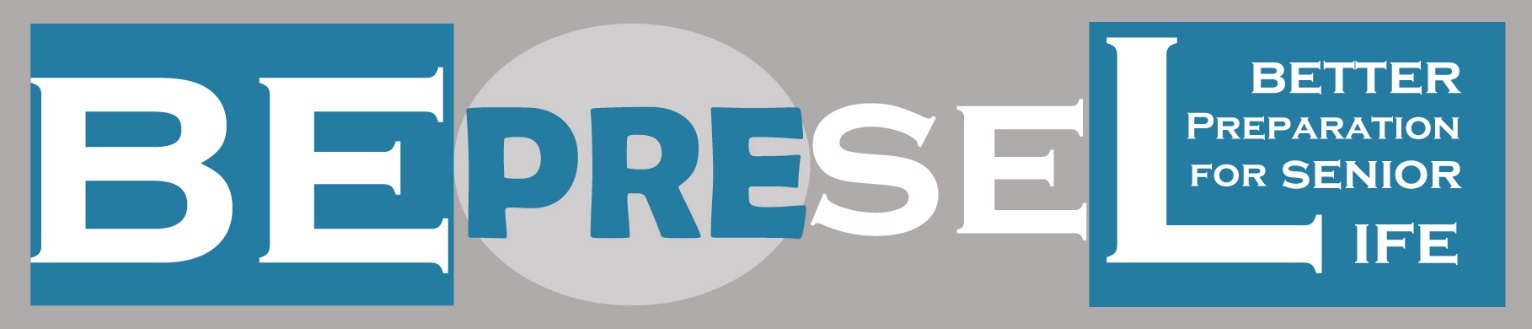 BEPRESEL
BETTER
PREPARATION
FOR SENIOR
IFE